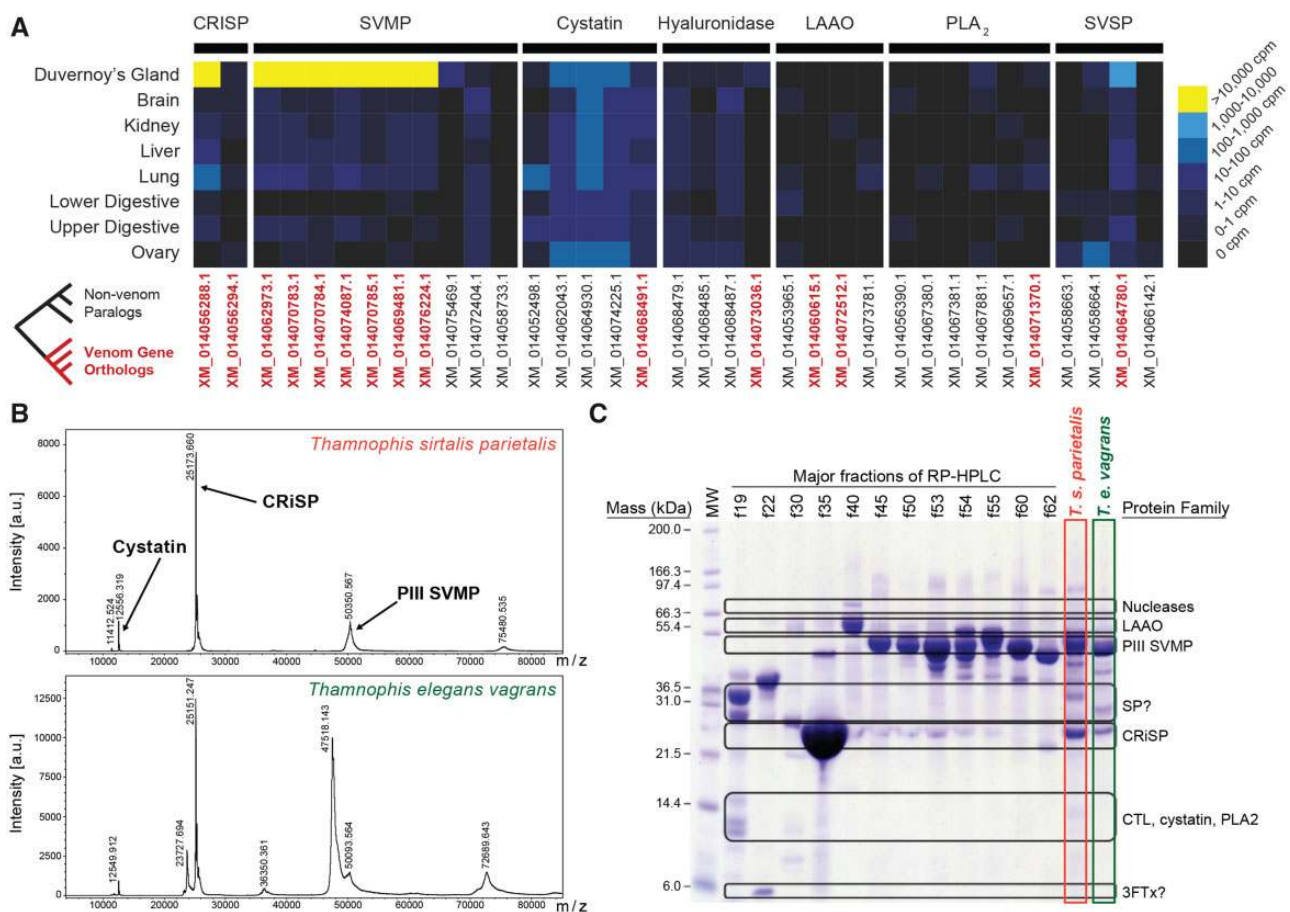 A
CRISP SVMP Cystatin Hyaluronidase LAAO PLA2 SVSP
Duvernoy's Gland
Brain
Kidney
Liver
Lung
Lower Digestive
Upper Digestive
Ovary
>10,000 cpm
1,000-10,000
100-1,000 cpm
10-100 cpm
1-10 cpm
0-1 cpm
0 cpm
Non-venom
Paralogs
Venom Gene
Orthologs
XM_014056288.1
XM_014056294.1
XM_014062973.1
XM_014070783.1
XM_014070784.1
XM_014074087.1
XM_014070785.1
XM_014069481.1
XM_014076224.1
XM_014075469.1
XM_014072404.1
XM_014058733.1
XM_014052498.1
XM_014062043.1
XM_014064930.1
XM_014074225.1
XM_014068491.1
XM_014068479.1
XM_014068485.1
XM_014068487.1
XM_014073036.1
XM_014053965.1
XM_014060615.1
XM_014072512.1
XM_014073781.1
XM_014056390.1
XM_014067380.1
XM_014067381.1
XM_014067881.1
XM_014069657.1
XM_014071370.1
XM_014058663.1
XM_014058664.1
XM_014064780.1
XM_014066142.1
B
Thamnophis sirtalis parietalis
Intensity [a.u.]
8000
6000
4000
2000
0
11412.524
12556.319
25173.660
50350.567
75480.535
Cystatin
CRiSP
PIII SVMP
10000 20000 30000 40000 50000 60000 70000 80000 m/z
Thamnophis elegans vagrans
Intensity [a.u.]
12500
10000
7500
5000
2500
0
12549.912
23727.694
25151.247
36350.361
47518.143
50093.564
72689.643
10000 20000 30000 40000 50000 60000 70000 80000 m/z
C
Major fractions of RP-HPLC
Mass (kDa) MW f19 f22 f30 f35 f40 f45 f50 f53 f54 f55 f60 f62 T. s. parietalis T. e. vagrans Protein Family
200.0
166.3
97.4
66.3
55.4
36.5
31.0
21.5
14.4
6.0
Nucleases
LAAO
PIII SVMP
SP?
CRiSP
CTL, cystatin, PLA2
3FTx?